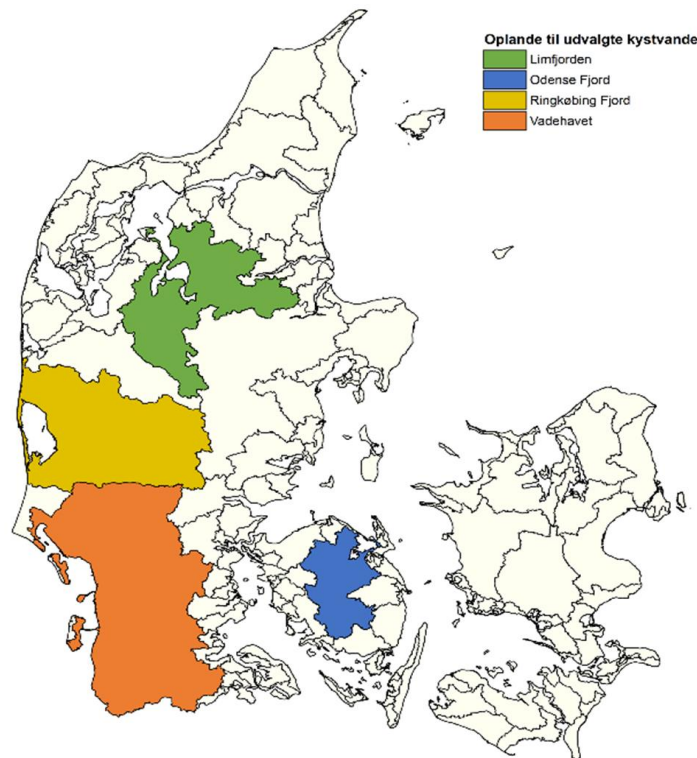 Oplande til udvalgte kystvande
Limfjorden
Odense Fjord
Ringkøbing Fjord
Vadehavet